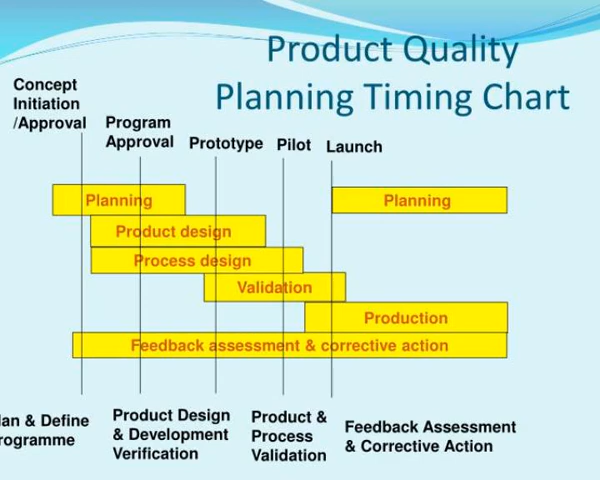 Product Quality
Planning Timing Chart
Concept
Initiation
/Approval
Program
Approval
Prototype
Pilot
Launch
Planning
Planning
Product design
Process design
Validation
Production
Feedback assessment & corrective action
& Define
Product Design
& Development
Verification
Product &
Process
Validation
Feedback Assessment
& Corrective Action